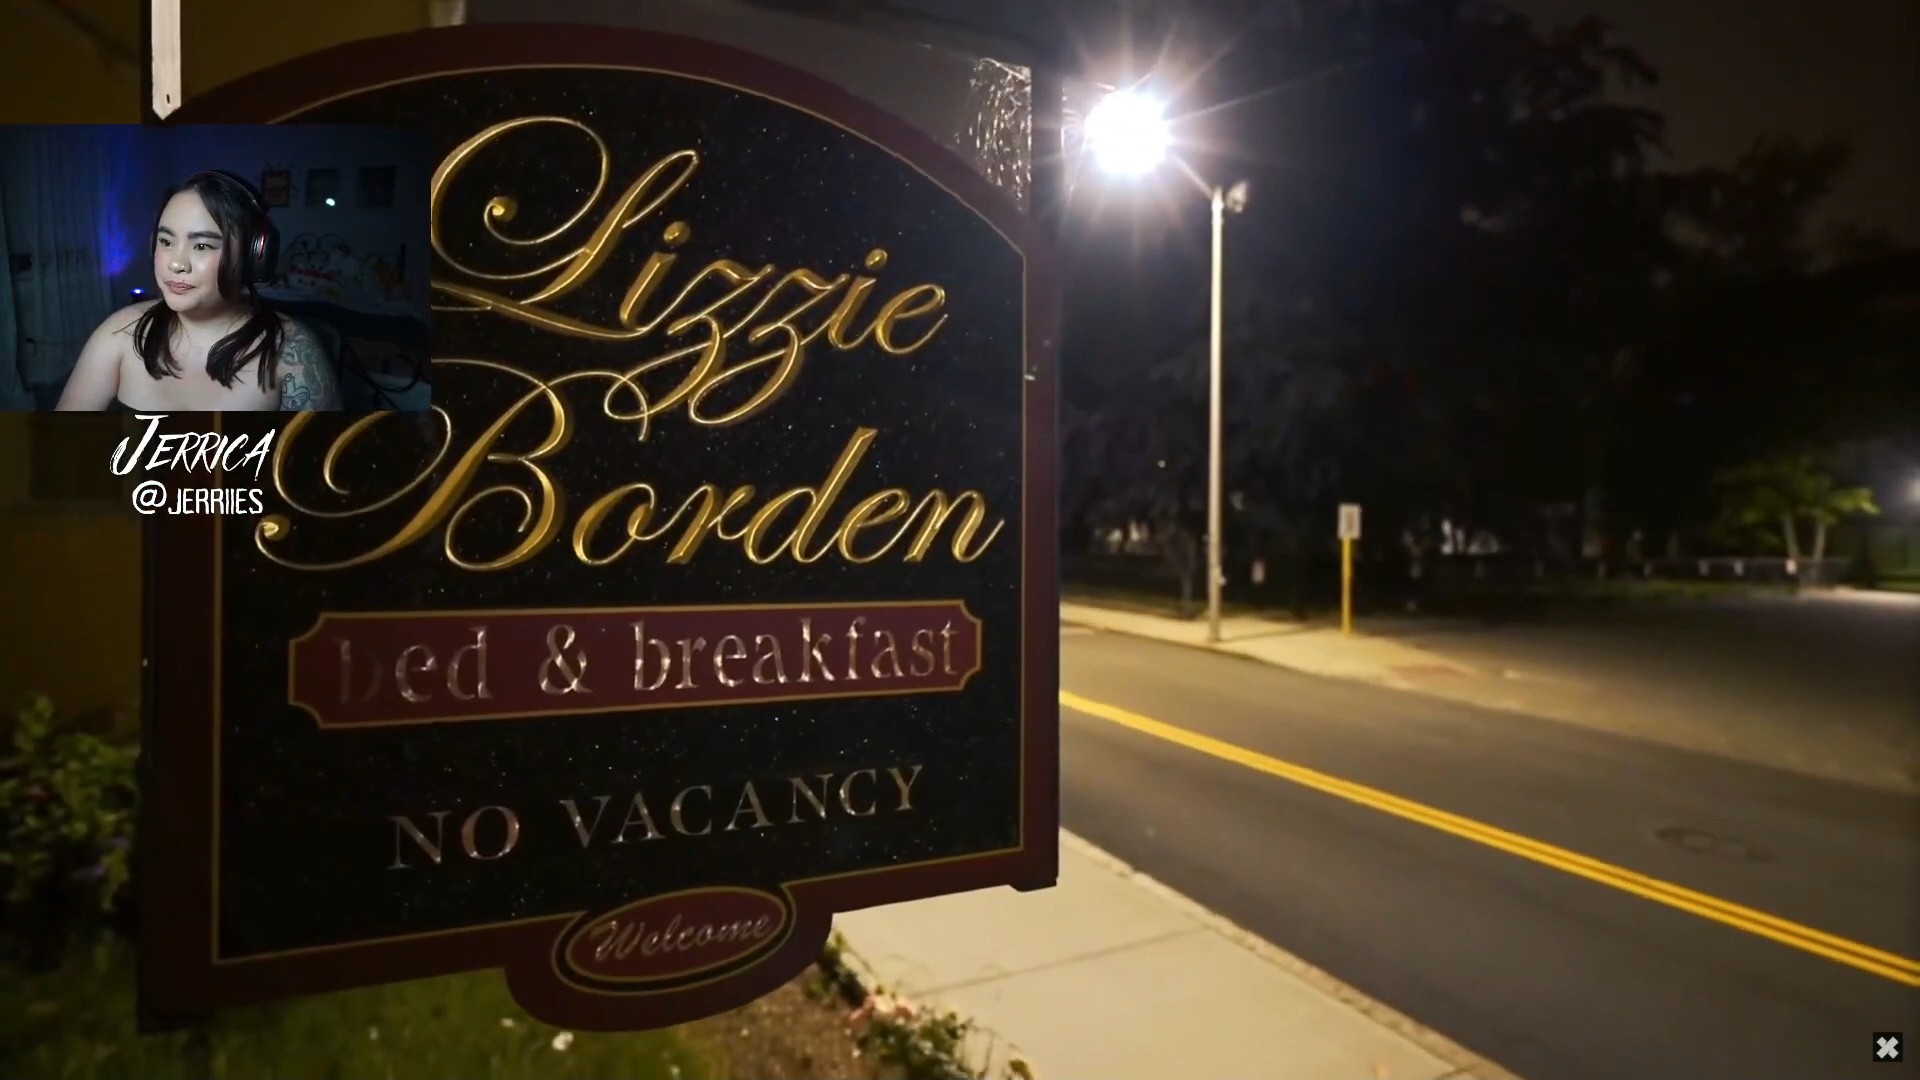 Lizzie
Borden
JERRICA
@JERRIIES
bed & breakfast
NO VACANCY
Welcome